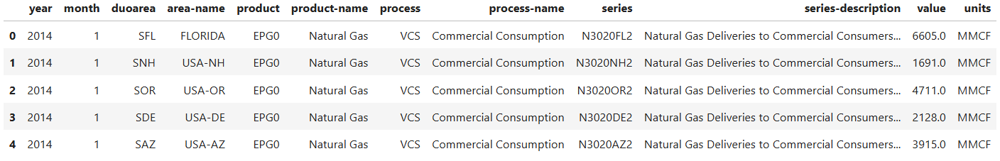 year month duoarea area-name product product-name process process-name series series-description value units
0 2014 1 SFL FLORIDA EPG0 Natural Gas VCS Commercial Consumption N3020FL2 Natural Gas Deliveries to Commercial Consumers... 6605.0 MMCF
1 2014 1 SNH USA-NH EPG0 Natural Gas VCS Commercial Consumption N3020NH2 Natural Gas Deliveries to Commercial Consumers... 1691.0 MMCF
2 2014 1 SOR USA-OR EPG0 Natural Gas VCS Commercial Consumption N3020OR2 Natural Gas Deliveries to Commercial Consumers... 4711.0 MMCF
3 2014 1 SDE USA-DE EPG0 Natural Gas VCS Commercial Consumption N3020DE2 Natural Gas Deliveries to Commercial Consumers... 2128.0 MMCF
4 2014 1 SAZ USA-AZ EPG0 Natural Gas VCS Commercial Consumption N3020AZ2 Natural Gas Deliveries to Commercial Consumers... 3915.0 MMCF